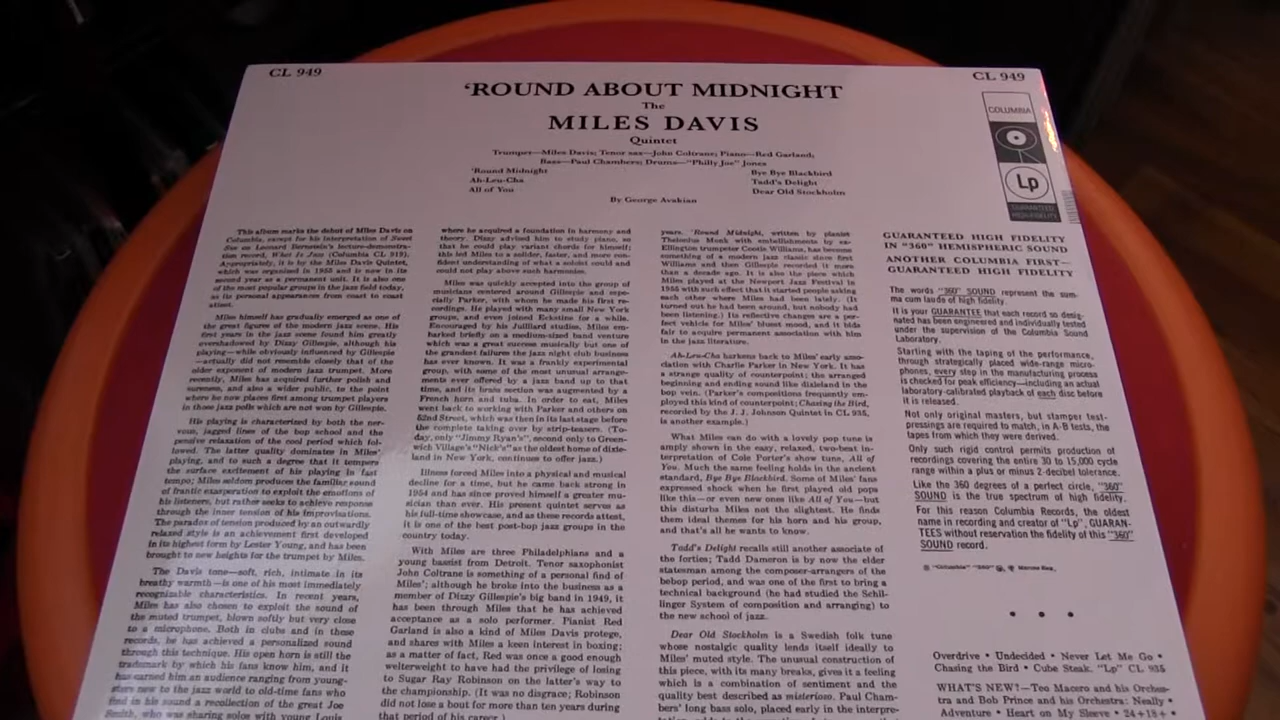 CL 949
CL 949
'ROUND ABOUT MIDNIGHT
The
MILES DAVIS
Quintet
Trumpet—Miles Davis; Tenor sax—John Coltrane; Piano—Red Garland;
Bass—Paul Chambers; Drums—"Philly Joe" Jones
'Round Midnight
Ah-Leu-Cha
All of You
Bye Bye Blackbird
Tadd's Delight
Dear Old Stockholm
By George Avakian
COLUMBIA
Lp
GUARANTEED
HIGH-FIDELITY
This album marks the debut of Miles Davis on
Columbia, except for his interpretation of Sweet
Sue on Leonard Bernstein's lecture-demonstra-
tion record, What Is Jazz (Columbia CL 919).
Appropriately, it is by the Miles Davis Quintet,
which was organized in 1955 and is now in its
second year as a permanent unit. It is also one
of the most popular groups in the jazz field today,
as its personal appearances from coast to coast
attest.
Miles himself has gradually emerged as one of
the great figures of the modern jazz scene. His
first years in the jazz scene found him greatly
overshadowed by Dizzy Gillespie, although his
playing—while obviously influenced by Gillespie
—actually did not resemble closely that of the
older exponent of modern jazz trumpet. More
recently, Miles has acquired further polish and
sureness, and also a wider public, to the point
where he now places first among trumpet players
in those jazz polls which are not won by Gillespie.
His playing is characterized by both the ner-
vous, jagged lines of the bop school and the
pensive relaxation of the cool period which fol-
lowed. The latter quality dominates in Miles'
playing, and to such a degree that it tempers
the surface excitement of his playing in fast
tempo; Miles seldom produces the familiar sound
of frantic exasperation to exploit the emotions of
his listeners, but rather seeks to achieve response
through the inner tension of his improvisations.
The paradox of tension produced by an outwardly
relaxed style is an achievement first developed
in its highest form by Lester Young, and has been
brought to new heights for the trumpet by Miles.
The Davis tone—soft, rich, intimate in its
breathy warmth—is one of his most immediately
recognizable characteristics. In recent years,
Miles has also chosen to exploit the sound of
the muted trumpet, blown softly but very close
to a microphone. Both in clubs and in these
records, he has achieved a personalized sound
through this technique. His open horn is still the
trademark by which his fans know him, and it
has earned him an audience ranging from young-
sters new to the jazz world to old-time fans who
find in his sound a recollection of the great Joe
Smith, who was sharing solos with young Louis
where he acquired a foundation in harmony and
theory. Dizzy advised him to study piano, so
that he could play variant chords for himself;
this led Miles to a solider, faster, and more con-
fident understanding of what a soloist could and
could not play above such harmonies.
Miles was quickly accepted into the group of
musicians centered around Gillespie and espe-
cially Parker, with whom he made his first re-
cordings. He played with many small New York
groups, and even joined Eckstine for a while.
Encouraged by his Juilliard studies, Miles em-
barked briefly on a medium-sized band venture
which was a great success musically but one of
the grandest failures the jazz night club business
has ever known. It was a frankly experimental
group, with some of the most unusual arrange-
ments ever offered by a jazz band up to that
time, and its brass section was augmented by a
French horn and tuba. In order to eat, Miles
went back to working with Parker and others on
52nd Street, which was then in its last stage before
the complete taking over by strip-teasers. (To-
day, only "Jimmy Ryan's", second only to Green-
wich Village's "Nick's" as the oldest home of dixie-
land in New York, continues to offer jazz.)
Illness forced Miles into a physical and musical
decline for a time, but he came back strong in
1954 and has since proved himself a greater mu-
sician than ever. His present quintet serves as
his full-time showcase, and as these records attest,
it is one of the best post-bop jazz groups in the
country today.
With Miles are three Philadelphians and a
young bassist from Detroit. Tenor saxophonist
John Coltrane is something of a personal find of
Miles'; although he broke into the business as a
member of Dizzy Gillespie's big band in 1949, it
has been through Miles that he has achieved
acceptance as a solo performer. Pianist Red
Garland is also a kind of Miles Davis protege,
and shares with Miles a keen interest in boxing;
as a matter of fact, Red was once a good enough
welterweight to have had the privilege of losing
to Sugar Ray Robinson on the latter's way to
the championship. (It was no disgrace; Robinson
did not lose a bout for more than ten years during
that period of his career.)
years. 'Round Midnight, written by pianist
Thelonius Monk with embellishments by ex-
Ellington trumpeter Cootie Williams, has become
something of a modern jazz classic since first
Williams and then Gillespie recorded it more
than a decade ago. It is also the piece which
Miles played at the Newport Jazz Festival in
1955 with such effect that it started people asking
each other where Miles had been lately. (It
turned out he had been around, but nobody had
been listening.) Its reflective changes are a per-
fect vehicle for Miles' bluest mood, and it bids
fair to acquire permanent association with him
in the jazz literature.
Ah-Leu-Cha harkens back to Miles' early asso-
ciation with Charlie Parker in New York. It has
a strange quality of counterpoint; the arranged
beginning and ending sound like dixieland in the
bop vein. (Parker's compositions frequently em-
ployed this kind of counterpoint; Chasing the Bird,
recorded by the J. J. Johnson Quintet in CL 935,
is another example.)
What Miles can do with a lovely pop tune is
amply shown in the easy, relaxed, two-beat in-
terpretation of Cole Porter's show tune, All of
You. Much the same feeling holds in the ancient
standard, Bye Bye Blackbird. Some of Miles' fans
expressed shock when he first played old pops
like this—or even new ones like All of You—but
this disturbs Miles not the slightest. He finds
them ideal themes for his horn and his group,
and that's all he wants to know.
Tadd's Delight recalls still another associate of
the forties; Tadd Dameron is by now the elder
statesman among the composer-arrangers of the
bebop period, and was one of the first to bring a
technical background (he had studied the Schil-
linger System of composition and arranging) to
the new school of jazz.
Dear Old Stockholm is a Swedish folk tune
whose nostalgic quality lends itself ideally to
Miles' muted style. The unusual construction of
this piece, with its many breaks, gives it a feeling
which is a combination of sentiment and the
quality best described as misterioso. Paul Cham-
bers' long bass solo, placed early in the interpre-
GUARANTEED HIGH FIDELITY
IN "360" HEMISPHERIC SOUND
ANOTHER COLUMBIA FIRST—
GUARANTEED HIGH FIDELITY
The words "360" SOUND represent the sum-
ma cum laude of high fidelity.
It is your GUARANTEE that each record so desig-
nated has been engineered and individually tested
under the supervision of the Columbia Sound
Laboratory.
Starting with the taping of the performance,
through strategically placed wide-range micro-
phones, every step in the manufacturing process
is checked for peak efficiency—including an actual
laboratory-calibrated playback of each disc before
it is released.
Not only original masters, but stamper test-
pressings are required to match, in A-B tests, the
tapes from which they were derived.
Only such rigid control permits production of
recordings covering the entire 30 to 15,000 cycle
range within a plus or minus 2-decibel tolerance.
Like the 360 degrees of a perfect circle, "360"
SOUND is the true spectrum of high fidelity.
For this reason Columbia Records, the oldest
name in recording and creator of "Lp", GUARAN-
TEES without reservation the fidelity of this "360"
SOUND record.
® "Columbia" "360" Marcas Reg.
Overdrive • Undecided • Never Let Me Go •
Chasing the Bird • Cube Steak. "Lp" CL 935
WHAT'S NEW?—Teo Macero and his Orches-
tra and Bob Prince and his Orchestra: Neally •
Adventure • Heart on My Sleeve • 24+18+ •